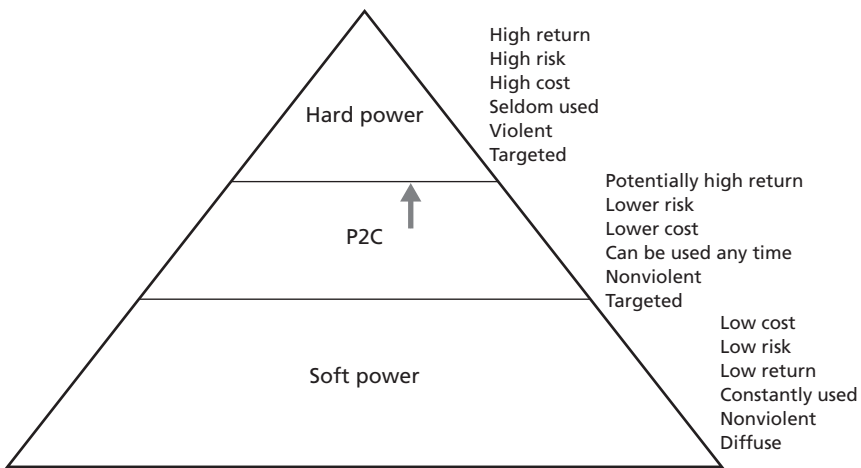 High return
High risk
High cost
Seldom used
Violent
Targeted
Hard power
Potentially high return
Lower risk
Lower cost
Can be used any time
Nonviolent
Targeted
P2C
Low cost
Low risk
Low return
Constantly used
Nonviolent
Diffuse
Soft power